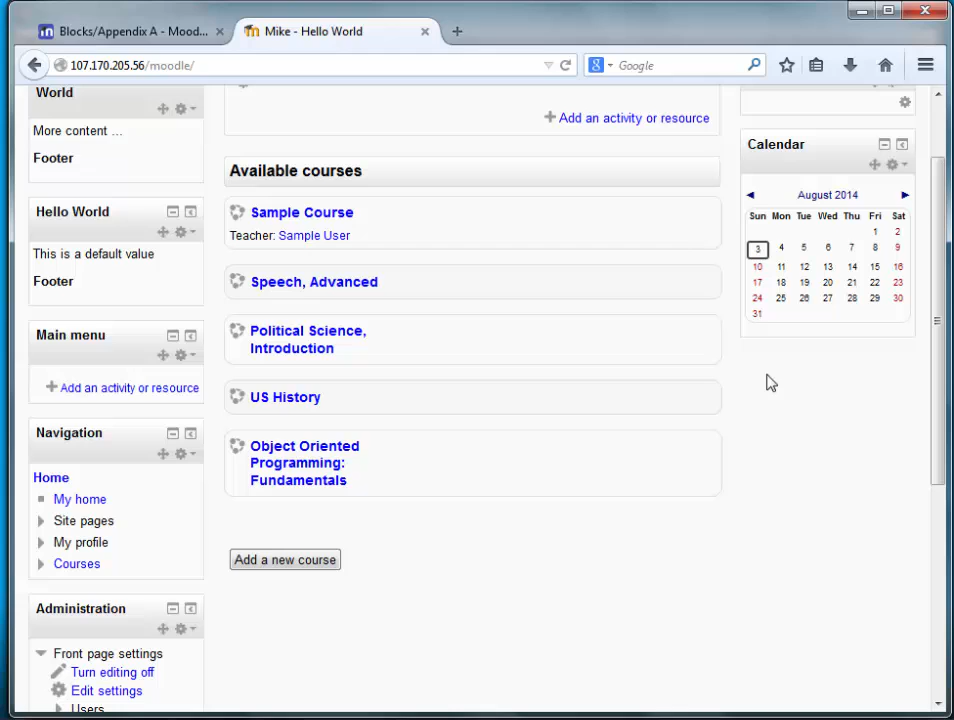 Blocks/Appendix A - Mood...
Mike - Hello World
107.170.205.56/moodle/
Google
World
More content ...
Footer
Hello World
This is a default value
Footer
Main menu
Add an activity or resource
Navigation
Home
My home
Site pages
My profile
Courses
Administration
Front page settings
Turn editing off
Edit settings
Users
Add an activity or resource
Available courses
Sample Course
Teacher: Sample User
Speech, Advanced
Political Science,
Introduction
US History
Object Oriented
Programming:
Fundamentals
Add a new course
Calendar
August 2014
Sun Mon Tue Wed Thu Fri Sat
1 2
3 4 5 6 7 8 9
10 11 12 13 14 15 16
17 18 19 20 21 22 23
24 25 26 27 28 29 30
31